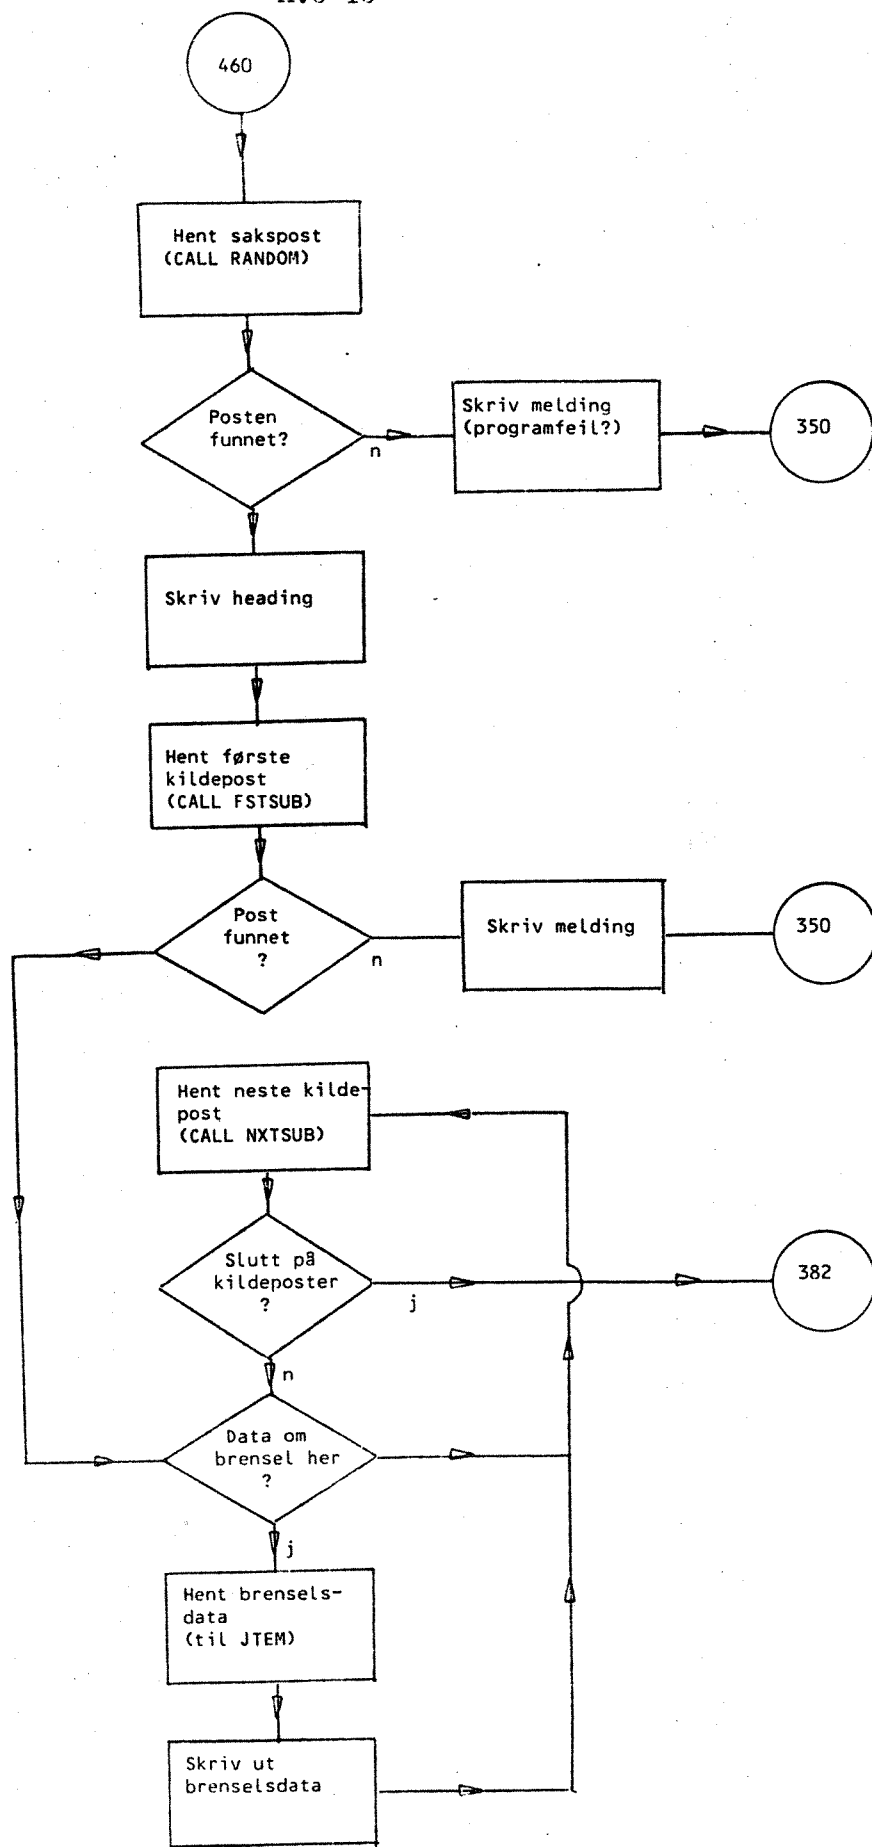 460
Hent sakspost
(CALL RANDOM)
Posten
funnet?
n
Skriv melding
(programfeil?)
350
Skriv heading
Hent første
kildepost
(CALL FSTSUB)
Post
funnet
?
n
Skriv melding
350
Hent neste kilde-
post
(CALL NXTSUB)
Slutt på
kildeposter
?
j
382
n
Data om
brensel her
?
j
Hent brensels-
data
(til JTEM)
Skriv ut
brenselsdata